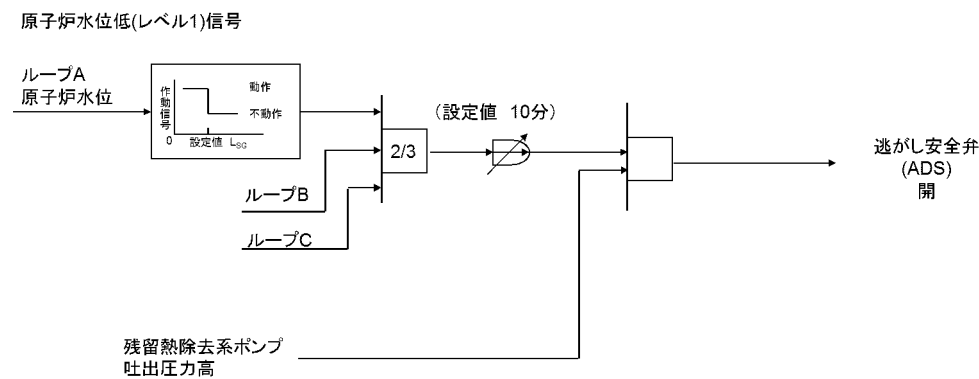 原子炉水位低(レベル1)信号
ループA
原子炉水位
作動信号
動作
不動作
0
設定値 LSG
ループB
ループC
2/3
(設定値 10分)
逃がし安全弁
(ADS)
開
残留熱除去系ポンプ
吐出圧力高